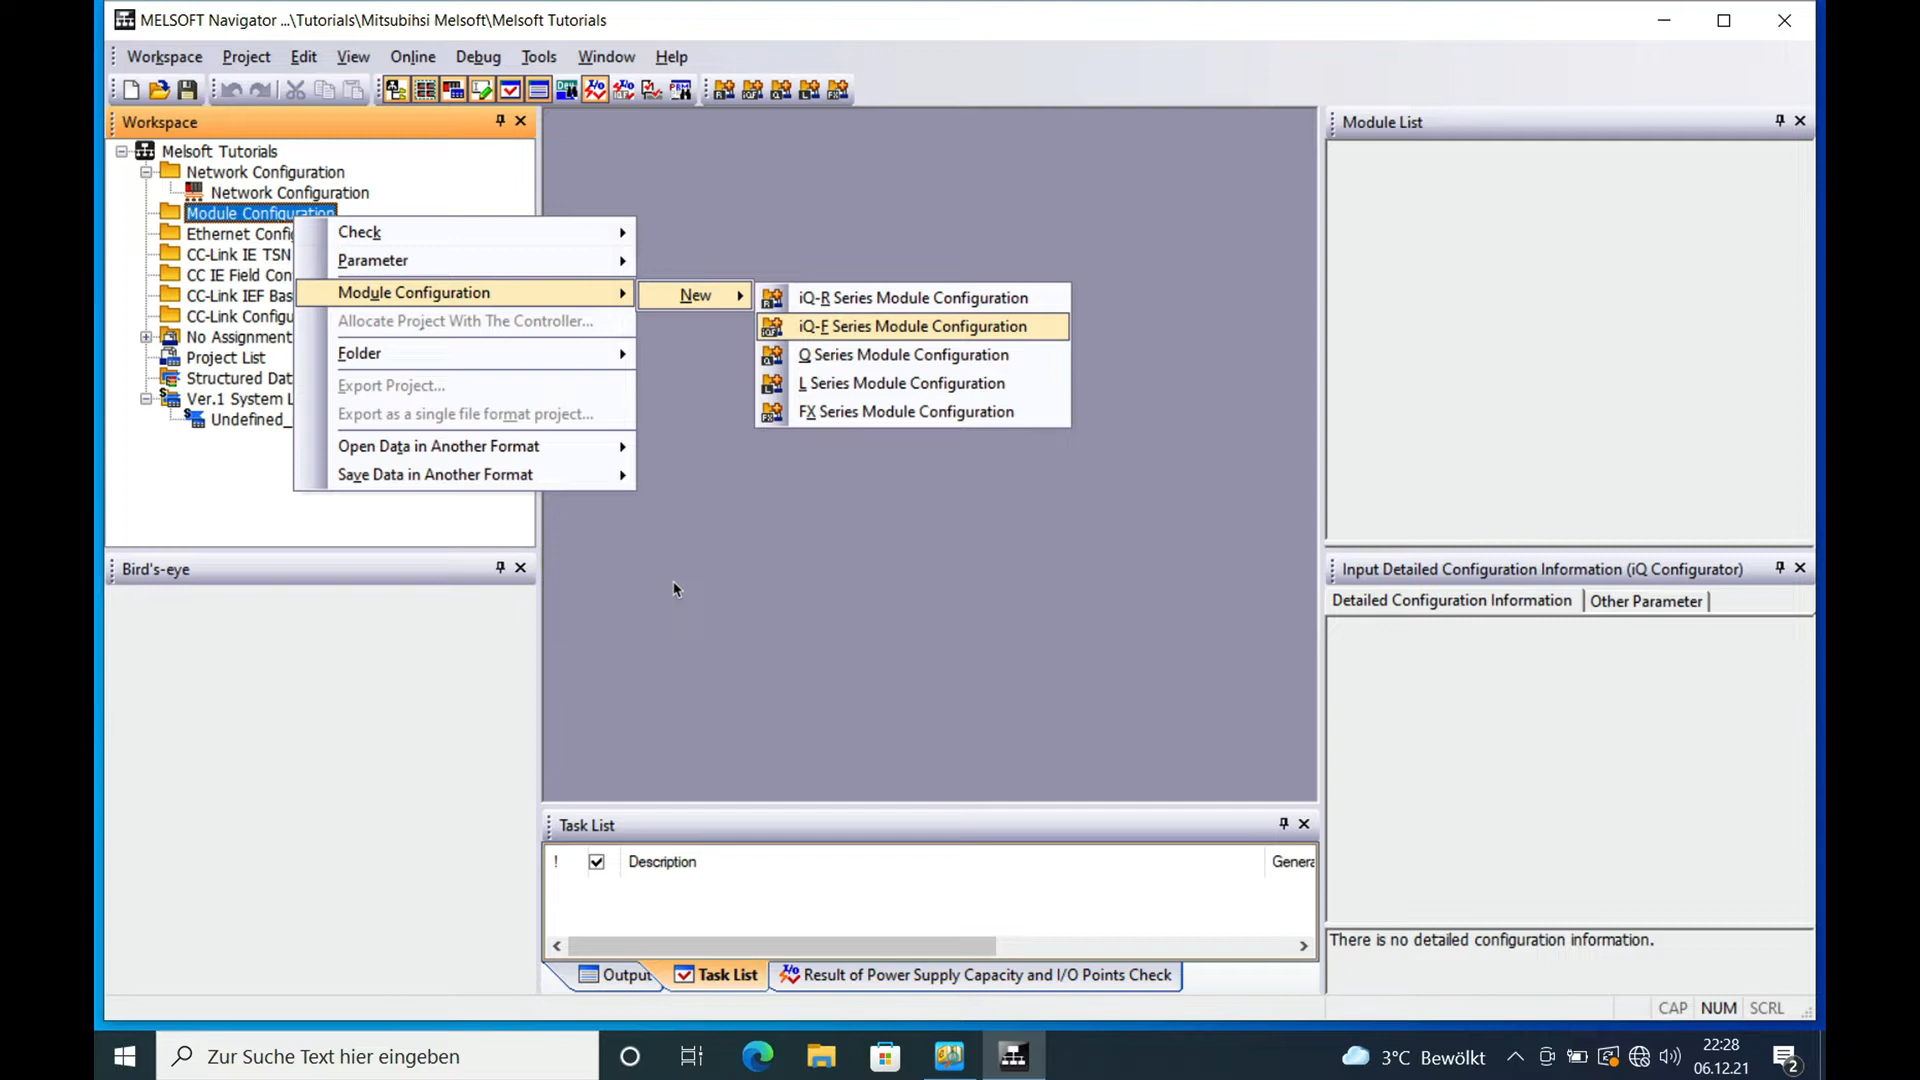 MELSOFT Navigator ...\Tutorials\Mitsubihsi Melsoft\Melsoft Tutorials
Workspace Project Edit View Online Debug Tools Window Help
Workspace
Melsoft Tutorials
Network Configuration
Network Configuration
Module Configuration
Ethernet Config
CC-Link IE TSN
CC IE Field Con
CC-Link IEF Bas
CC-Link Configu
No Assignment
Project List
Structured Dat
Ver.1 System L
Undefined_
Check
Parameter
Module Configuration
Allocate Project With The Controller...
Folder
Export Project...
Export as a single file format project...
Open Data in Another Format
Save Data in Another Format
New
iQ-R Series Module Configuration
iQ-F Series Module Configuration
Q Series Module Configuration
L Series Module Configuration
FX Series Module Configuration
Module List
Bird's-eye
Input Detailed Configuration Information (iQ Configurator)
Detailed Configuration Information Other Parameter
There is no detailed configuration information.
Task List
! Description Genera
Output Task List Result of Power Supply Capacity and I/O Points Check
CAP NUM SCRL
Zur Suche Text hier eingeben
3°C Bewölkt
22:28
06.12.21
2